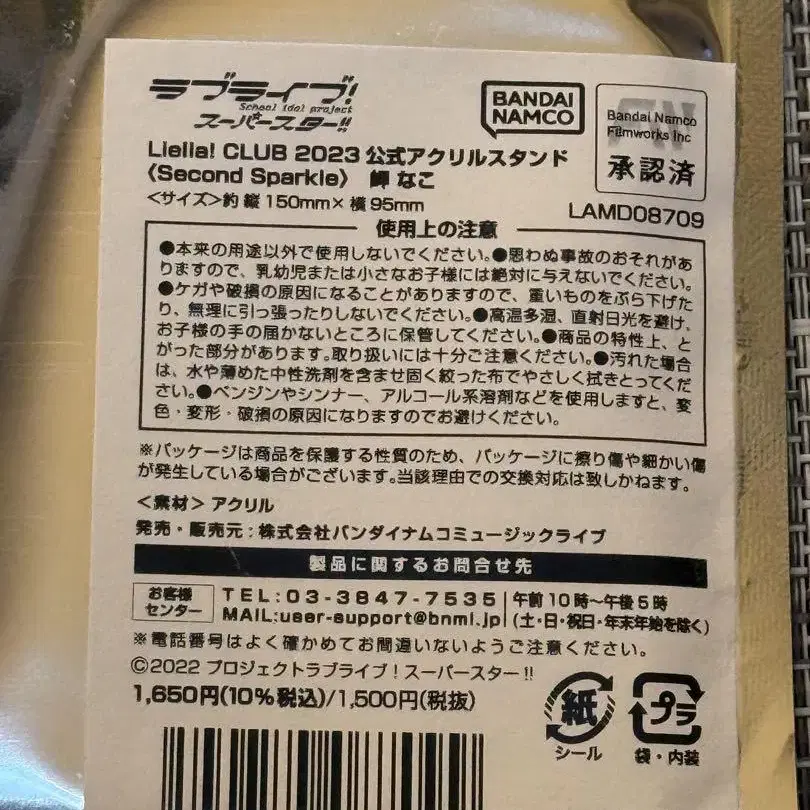 ラブライブ!
School idol project
スーパースター!!
BANDAI
NAMCO
Bandai Namco
Filmworks Inc
承認済
Liella! CLUB 2023 公式アクリルスタンド
〈Second Sparkle〉 岬 なこ
LAMD08709
＜サイズ＞約 縦150mm×横95mm
使用上の注意
●本来の用途以外で使用しないでください。●思わぬ事故のおそれがあ
りますので、乳幼児または小さなお子様には絶対に与えないでください。
●ケガや破損の原因になることがありますので、重いものをぶら下げた
り、無理に引っ張ったりしないでください。●高温多湿、直射日光を避け、
お子様の手の届かないところに保管してください。●商品の特性上、と
がった部分があります。取り扱いには十分ご注意ください。●汚れた場合
は、水や薄めた中性洗剤を含ませ固く絞った布でやさしく拭きとってくだ
さい。●ベンジンやシンナー、アルコール系溶剤などを使用しますと、変
色・変形・破損の原因になりますのでお避けください。
※パッケージは商品を保護する性質のため、パッケージに擦り傷や細かい傷
が発生している場合がございます。当該理由での交換対応は致しかねます。
＜素材＞アクリル
発売・販売元：株式会社バンダイナムコミュージックライブ
製品に関するお問合せ先
お客様
センター
TEL:03-3847-7535 午前10時〜午後5時
MAIL:user-support@bnml.jp (土・日・祝日・年末年始を除く)
※電話番号はよく確かめてお間違いないようご注意ください。
©2022 プロジェクトラブライブ！スーパースター!!
1,650円(10%税込)/1,500円(税抜)
紙
シール
プラ
袋・内装